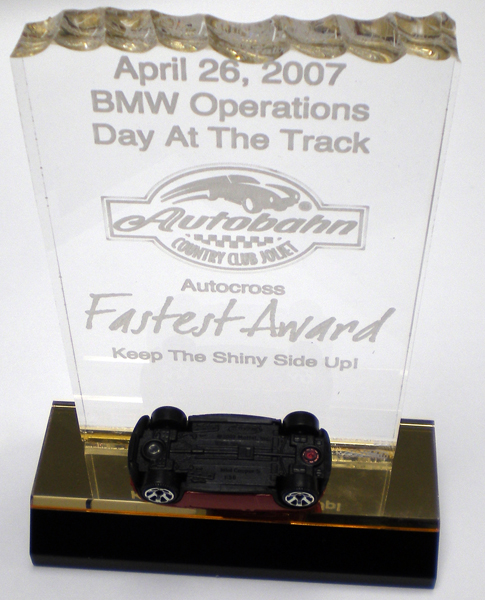 April 26, 2007
BMW Operations
Day At The Track
Autobahn
COUNTRY CLUB JOLIET
Autocross
Fastest Award
Keep The Shiny Side Up!